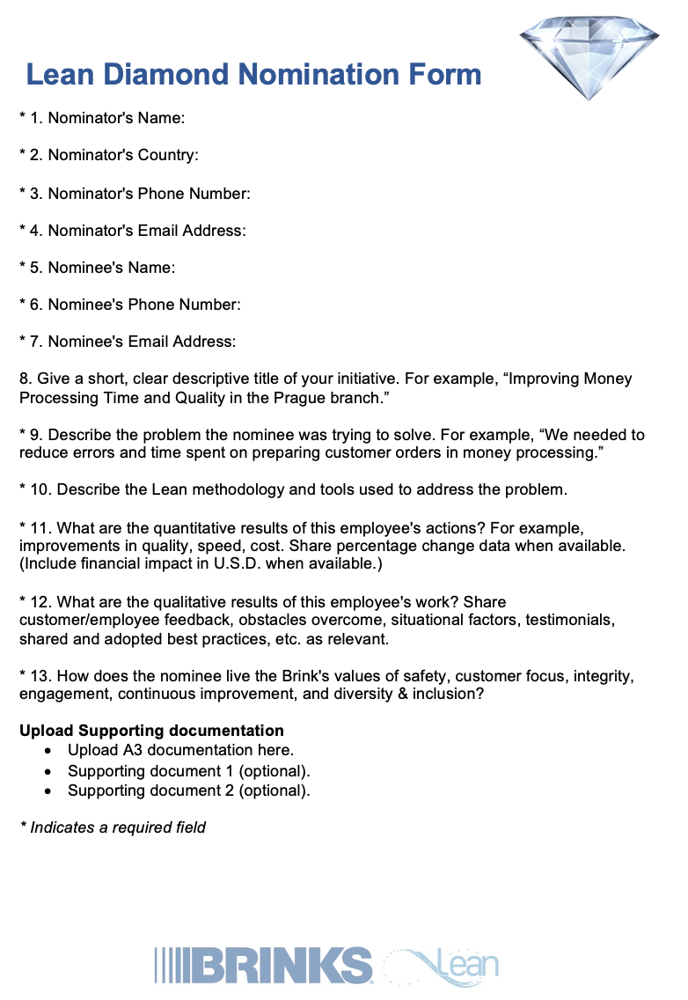 Lean Diamond Nomination Form
* 1. Nominator's Name:
* 2. Nominator's Country:
* 3. Nominator's Phone Number:
* 4. Nominator's Email Address:
* 5. Nominee's Name:
* 6. Nominee's Phone Number:
* 7. Nominee's Email Address:
8. Give a short, clear descriptive title of your initiative. For example, “Improving Money
Processing Time and Quality in the Prague branch.”
* 9. Describe the problem the nominee was trying to solve. For example, “We needed to
reduce errors and time spent on preparing customer orders in money processing.”
* 10. Describe the Lean methodology and tools used to address the problem.
* 11. What are the quantitative results of this employee's actions? For example,
improvements in quality, speed, cost. Share percentage change data when available.
(Include financial impact in U.S.D. when available.)
* 12. What are the qualitative results of this employee's work? Share
customer/employee feedback, obstacles overcome, situational factors, testimonials,
shared and adopted best practices, etc. as relevant.
* 13. How does the nominee live the Brink's values of safety, customer focus, integrity,
engagement, continuous improvement, and diversity & inclusion?
Upload Supporting documentation
• Upload A3 documentation here.
• Supporting document 1 (optional).
• Supporting document 2 (optional).
* Indicates a required field
BRINKS Lean